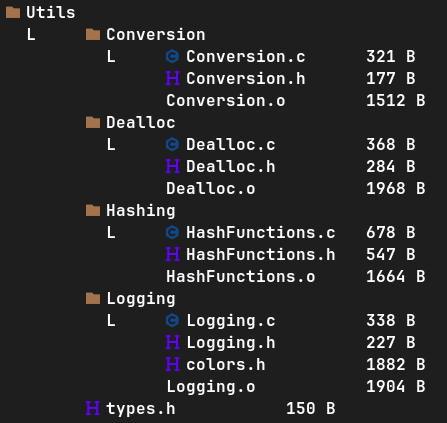 Utils
L Conversion
L Conversion.c 321 B
Conversion.h 177 B
Conversion.o 1512 B
Dealloc
L Dealloc.c 368 B
Dealloc.h 284 B
Dealloc.o 1968 B
Hashing
L HashFunctions.c 678 B
HashFunctions.h 547 B
HashFunctions.o 1664 B
Logging
L Logging.c 338 B
Logging.h 227 B
colors.h 1882 B
Logging.o 1904 B
types.h 150 B